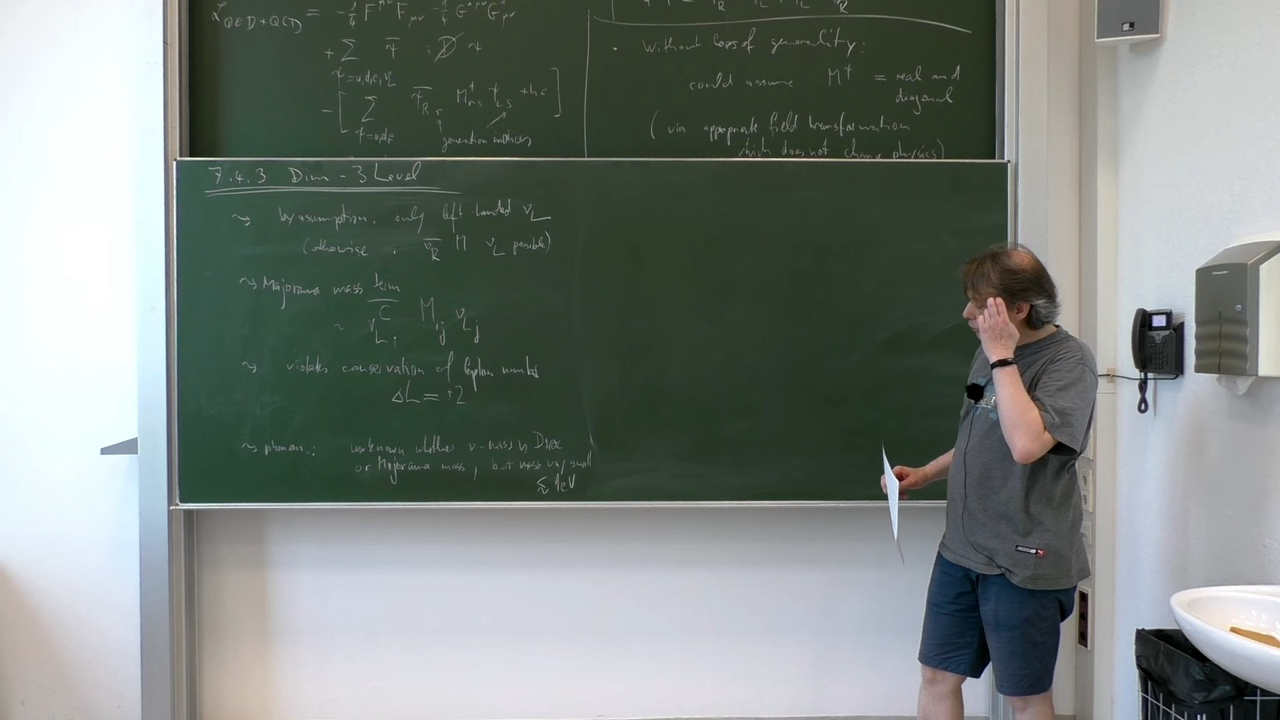 L_QED+QCD = -1/4 F^μν F_μν -1/4 G^aμν G^a_μν
+ Σ_ψ=u,d,e,ν_L ψ̄ i D̸ ψ
- [ Σ_ψ=u,d,e ψ̄_R r M†_rs ψ_L s + h.c. ]
generation indices
• Without loss of generality:
could assume M† = real and
diagonal
(via appropriate field transformation
which does not change physics)
7.4.3 Dim-3 Level
↝ by assumption: only left-handed ν_L
(otherwise: ν̄_R M ν_L possible)
↝ Majorana mass term
~ ν̄^C_L i M_ij ν_L j
↝ violates conservation of lepton number
ΔL = +2
↝ phenom.: unknown whether ν-mass is Dirac
or Majorana mass, but mass very small
≲ 1eV